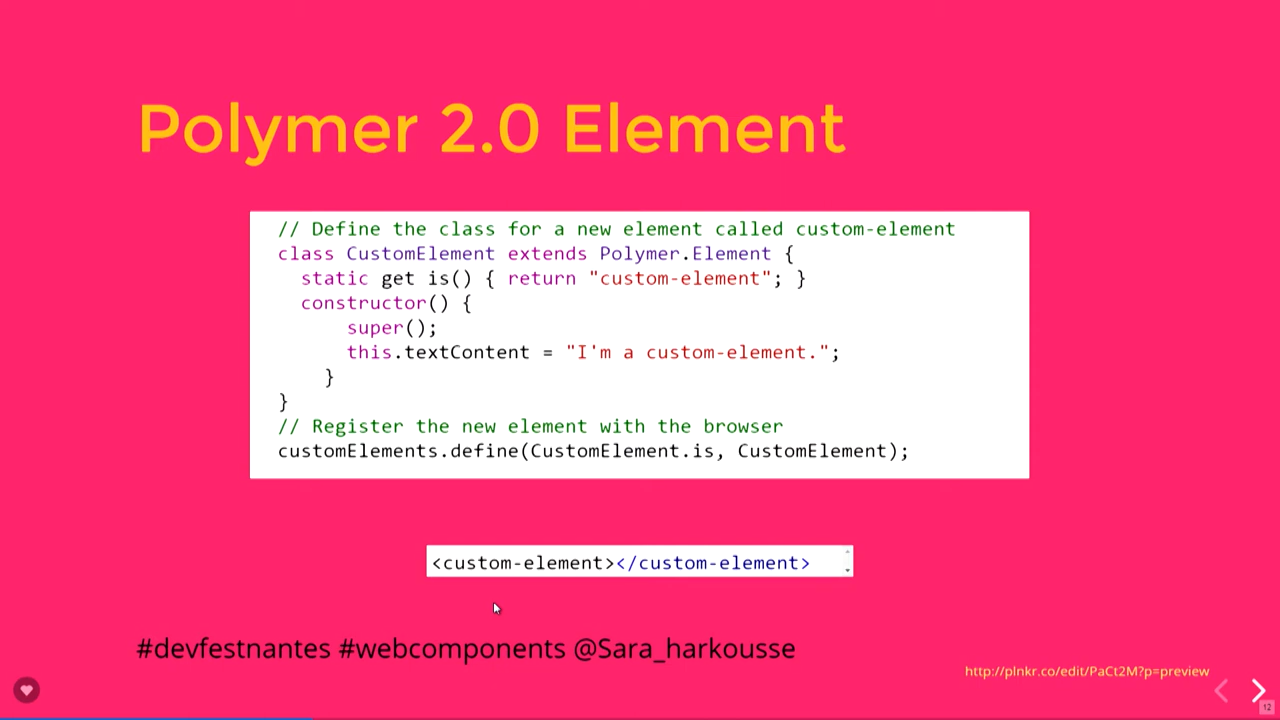 Polymer 2.0 Element
// Define the class for a new element called custom-element
class CustomElement extends Polymer.Element {
static get is() { return "custom-element"; }
constructor() {
super();
this.textContent = "I'm a custom-element.";
}
}
// Register the new element with the browser
customElements.define(CustomElement.is, CustomElement);
<custom-element></custom-element>
#devfestnantes #webcomponents @Sara_harkousse
http://plnkr.co/edit/PaCt2M?p=preview
12